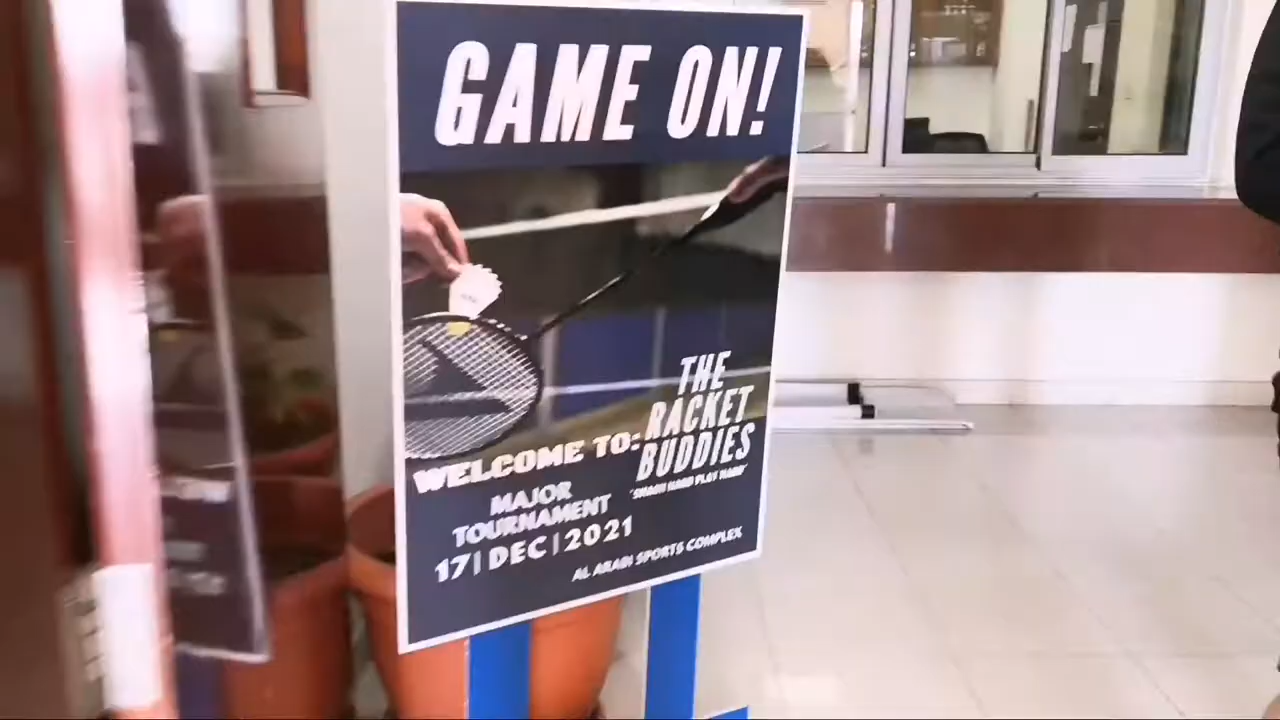 GAME ON!
WELCOME TO:
THE
RACKET
BUDDIES
"SMASH HARD PLAY HARD"
MAJOR
TOURNAMENT
17| DEC |2021
AL ARABI SPORTS COMPLEX